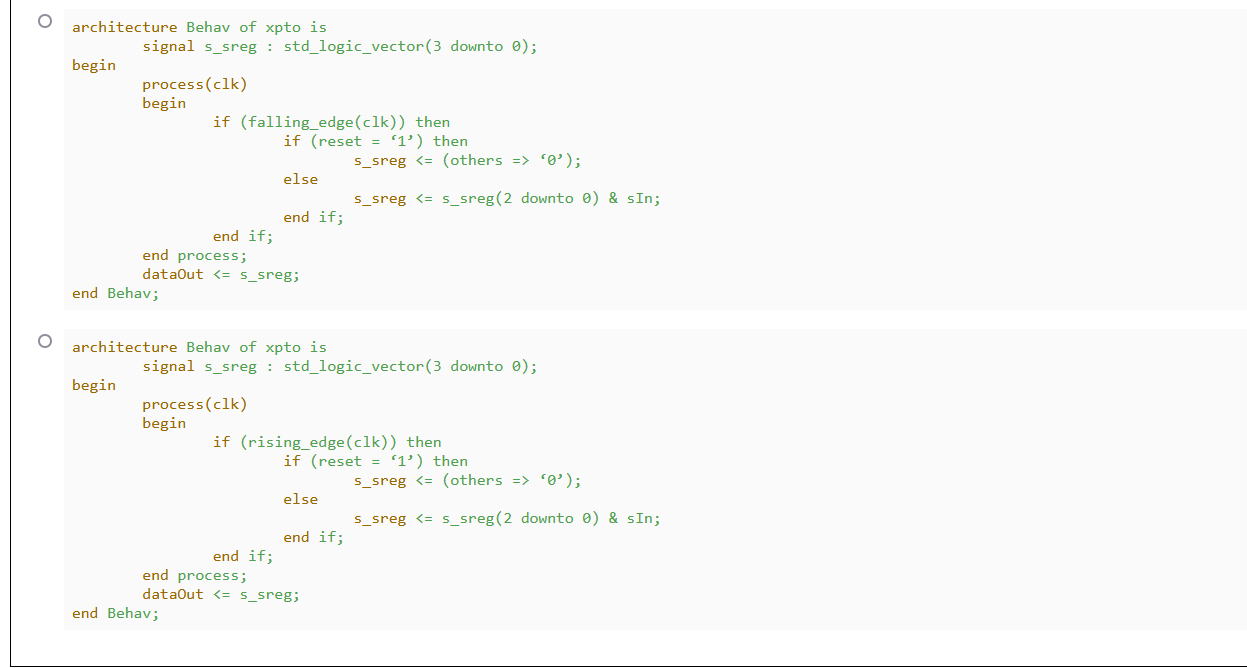 architecture Behav of xpto is
signal s_sreg : std_logic_vector(3 downto 0);
begin
process(clk)
begin
if (falling_edge(clk)) then
if (reset = ‘1’) then
s_sreg <= (others => ‘0’);
else
s_sreg <= s_sreg(2 downto 0) & sIn;
end if;
end if;
end process;
dataOut <= s_sreg;
end Behav;
architecture Behav of xpto is
signal s_sreg : std_logic_vector(3 downto 0);
begin
process(clk)
begin
if (rising_edge(clk)) then
if (reset = ‘1’) then
s_sreg <= (others => ‘0’);
else
s_sreg <= s_sreg(2 downto 0) & sIn;
end if;
end if;
end process;
dataOut <= s_sreg;
end Behav;